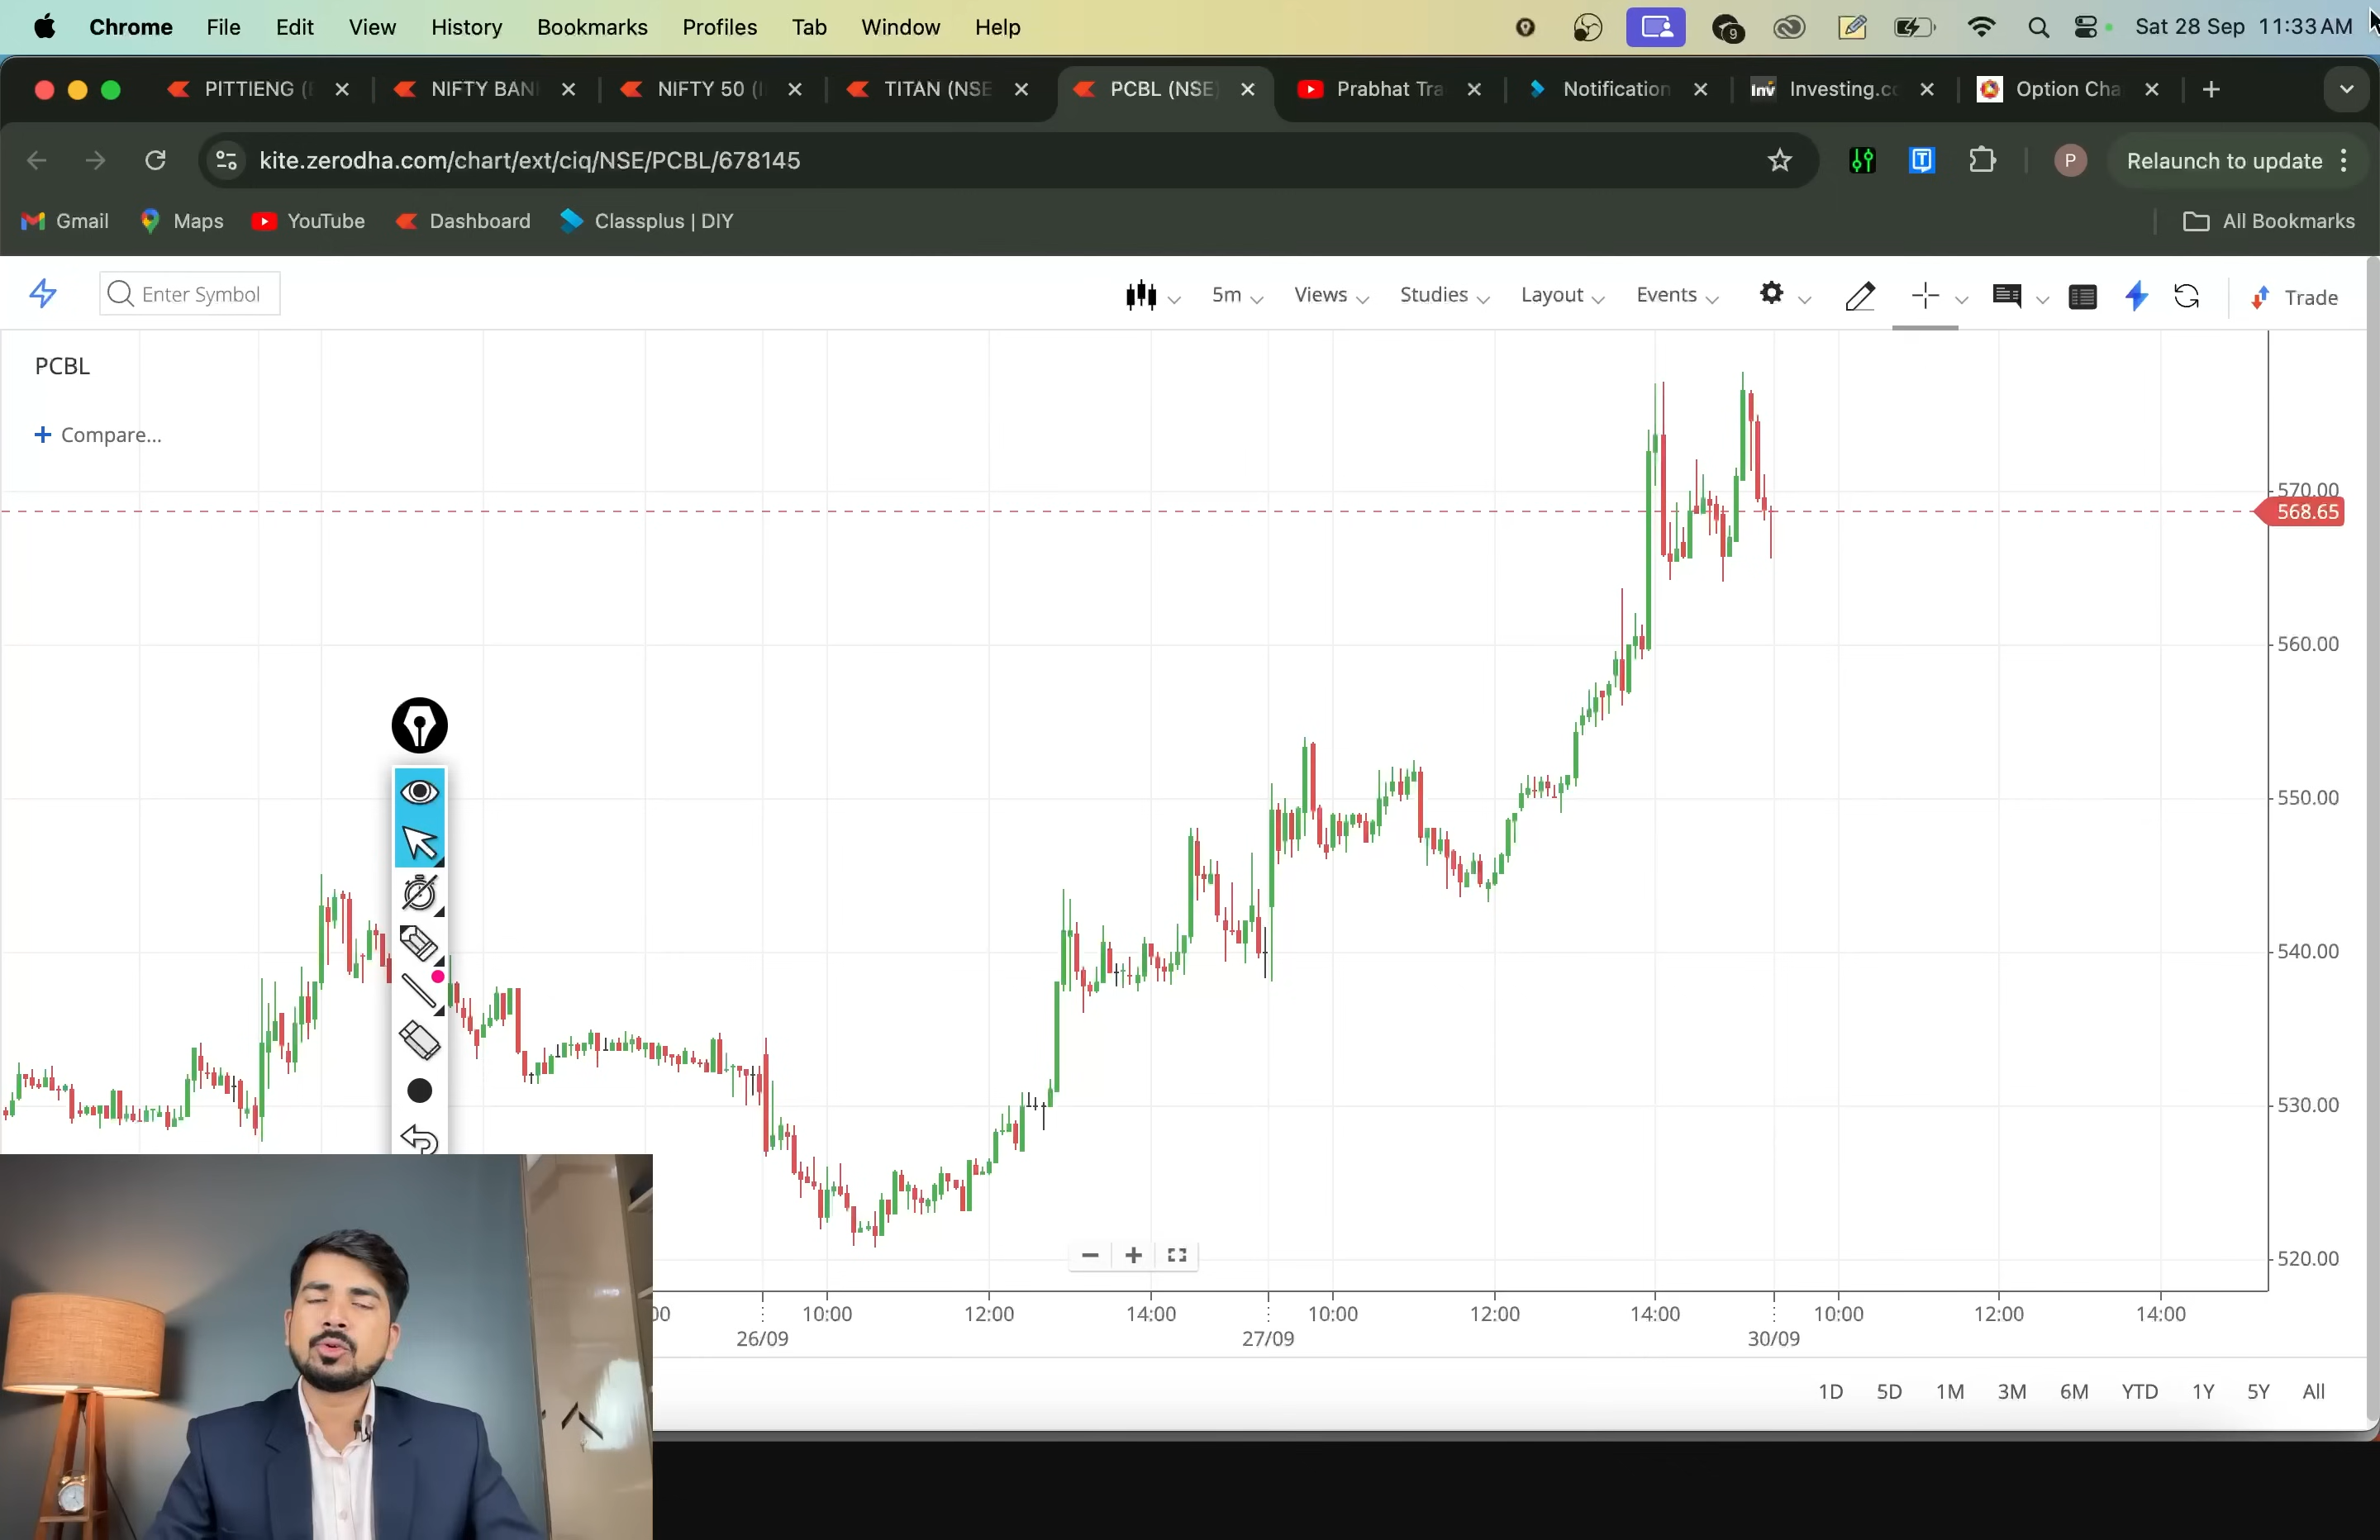 Chrome File Edit View History Bookmarks Profiles Tab Window Help 9 Sat 28 Sep 11:33 AM
PITTIENG ( NIFTY BAN NIFTY 50 ( TITAN (NSE PCBL (NSE) Prabhat Tra Notification Investing.co Option Cha
kite.zerodha.com/chart/ext/ciq/NSE/PCBL/678145 P Relaunch to update
Gmail Maps YouTube Dashboard Classplus | DIY All Bookmarks
Enter Symbol 5m Views Studies Layout Events Trade
PCBL
Compare...
570.00
568.65
560.00
550.00
540.00
530.00
520.00
10:00 12:00 14:00 10:00 12:00 14:00 10:00 12:00 14:00
26/09 27/09 30/09
1D 5D 1M 3M 6M YTD 1Y 5Y All